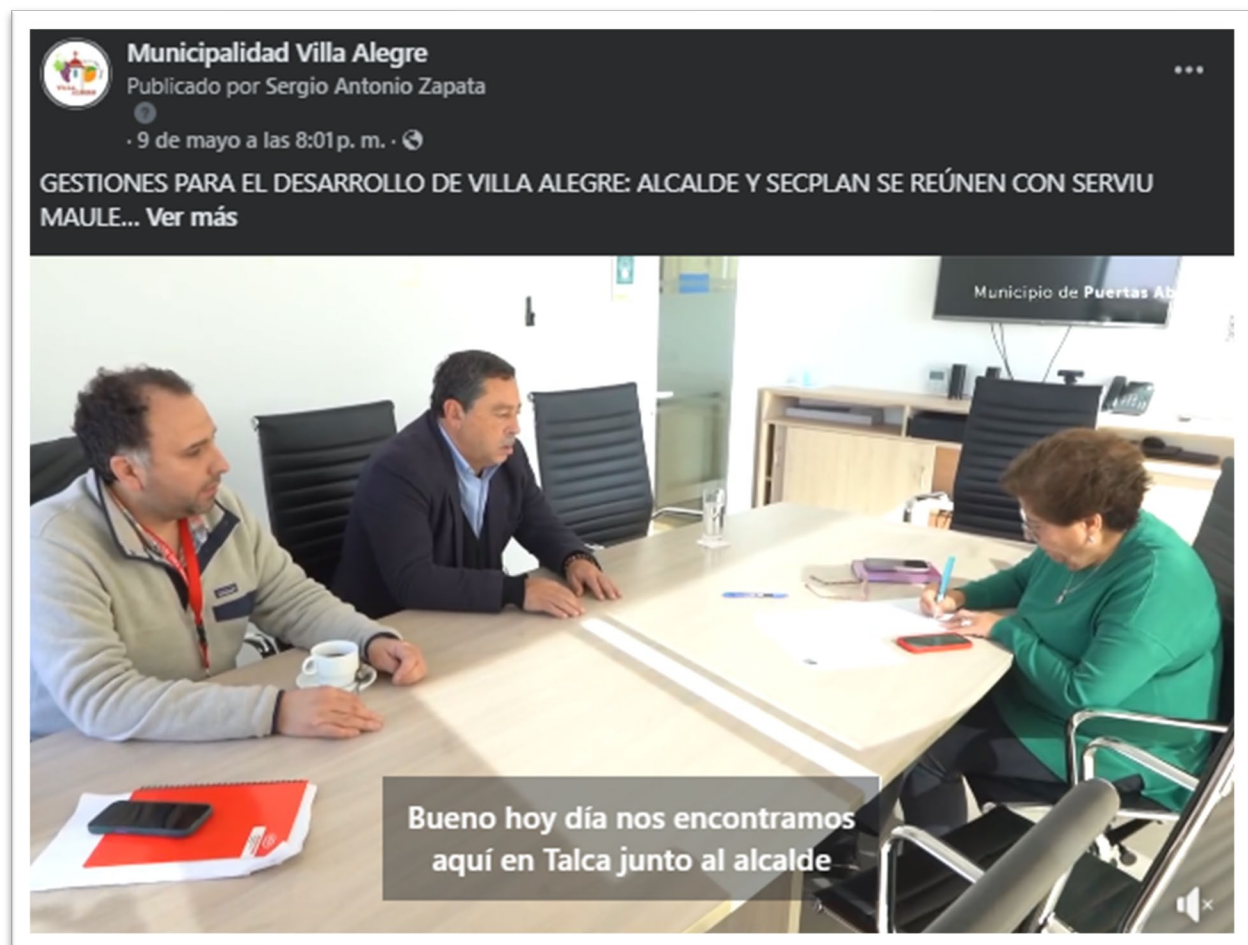 Municipalidad Villa Alegre
Publicado por Sergio Antonio Zapata
?
· 9 de mayo a las 8:01 p. m. ·
GESTIONES PARA EL DESARROLLO DE VILLA ALEGRE: ALCALDE Y SECPLAN SE REÚNEN CON SERVIU
MAULE... Ver más
Municipio de Puertas Ab
Bueno hoy día nos encontramos
aquí en Talca junto al alcalde